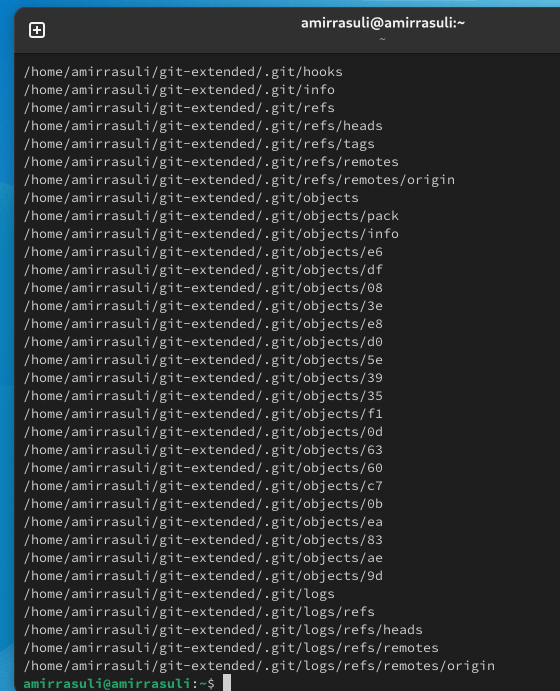 amirrasuli@amirrasuli:~
~
/home/amirrasuli/git-extended/.git/hooks
/home/amirrasuli/git-extended/.git/info
/home/amirrasuli/git-extended/.git/refs
/home/amirrasuli/git-extended/.git/refs/heads
/home/amirrasuli/git-extended/.git/refs/tags
/home/amirrasuli/git-extended/.git/refs/remotes
/home/amirrasuli/git-extended/.git/refs/remotes/origin
/home/amirrasuli/git-extended/.git/objects
/home/amirrasuli/git-extended/.git/objects/pack
/home/amirrasuli/git-extended/.git/objects/info
/home/amirrasuli/git-extended/.git/objects/e6
/home/amirrasuli/git-extended/.git/objects/df
/home/amirrasuli/git-extended/.git/objects/08
/home/amirrasuli/git-extended/.git/objects/3e
/home/amirrasuli/git-extended/.git/objects/e8
/home/amirrasuli/git-extended/.git/objects/d0
/home/amirrasuli/git-extended/.git/objects/5e
/home/amirrasuli/git-extended/.git/objects/39
/home/amirrasuli/git-extended/.git/objects/35
/home/amirrasuli/git-extended/.git/objects/f1
/home/amirrasuli/git-extended/.git/objects/0d
/home/amirrasuli/git-extended/.git/objects/63
/home/amirrasuli/git-extended/.git/objects/60
/home/amirrasuli/git-extended/.git/objects/c7
/home/amirrasuli/git-extended/.git/objects/0b
/home/amirrasuli/git-extended/.git/objects/ea
/home/amirrasuli/git-extended/.git/objects/83
/home/amirrasuli/git-extended/.git/objects/ae
/home/amirrasuli/git-extended/.git/objects/9d
/home/amirrasuli/git-extended/.git/logs
/home/amirrasuli/git-extended/.git/logs/refs
/home/amirrasuli/git-extended/.git/logs/refs/heads
/home/amirrasuli/git-extended/.git/logs/refs/remotes
/home/amirrasuli/git-extended/.git/logs/refs/remotes/origin
amirrasuli@amirrasuli:~$